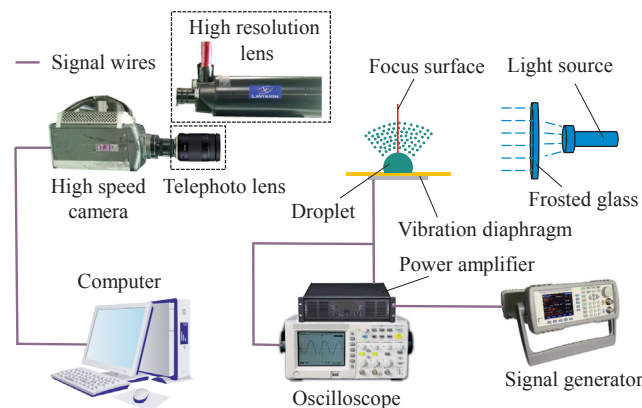 High resolution
lens
Signal wires
LAVISION
Focus surface
Light source
High speed
camera
Telephoto lens
Droplet
Frosted glass
Vibration diaphragm
Computer
Power amplifier
Oscilloscope
Signal generator